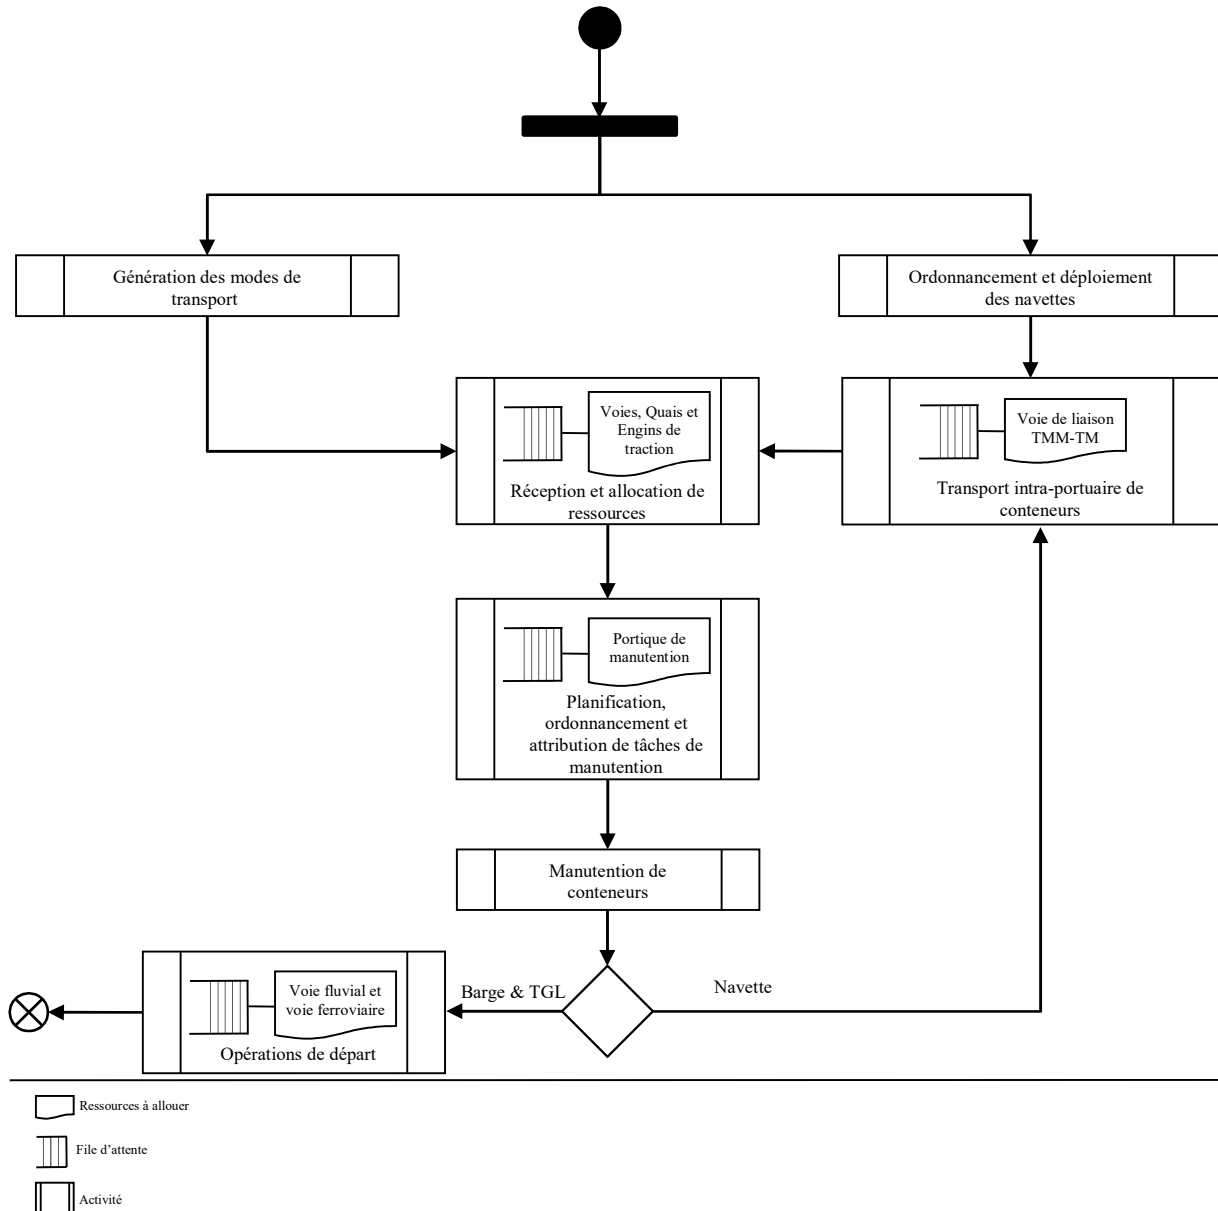 Génération des modes de
transport
Ordonnancement et déploiement
des navettes
Voies, Quais et
Engins de
traction
Réception et allocation de
ressources
Voie de liaison
TMM-TM
Transport intra-portuaire de
conteneurs
Portique de
manutention
Planification,
ordonnancement et
attribution de tâches de
manutention
Manutention de
conteneurs
Barge & TGL
Navette
Voie fluvial et
voie ferroviaire
Opérations de départ
Ressources à allouer
File d'attente
Activité